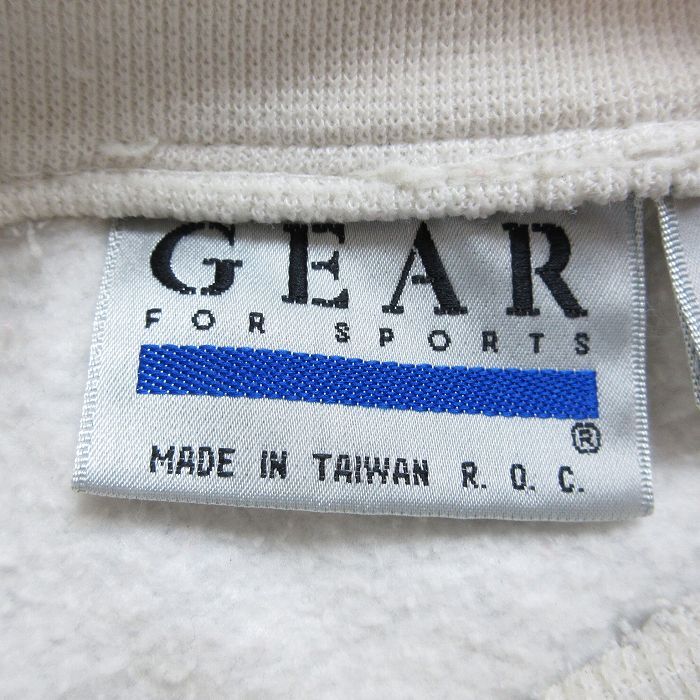 GEAR
FOR SPORTS
®
MADE IN TAIWAN R. O. C.